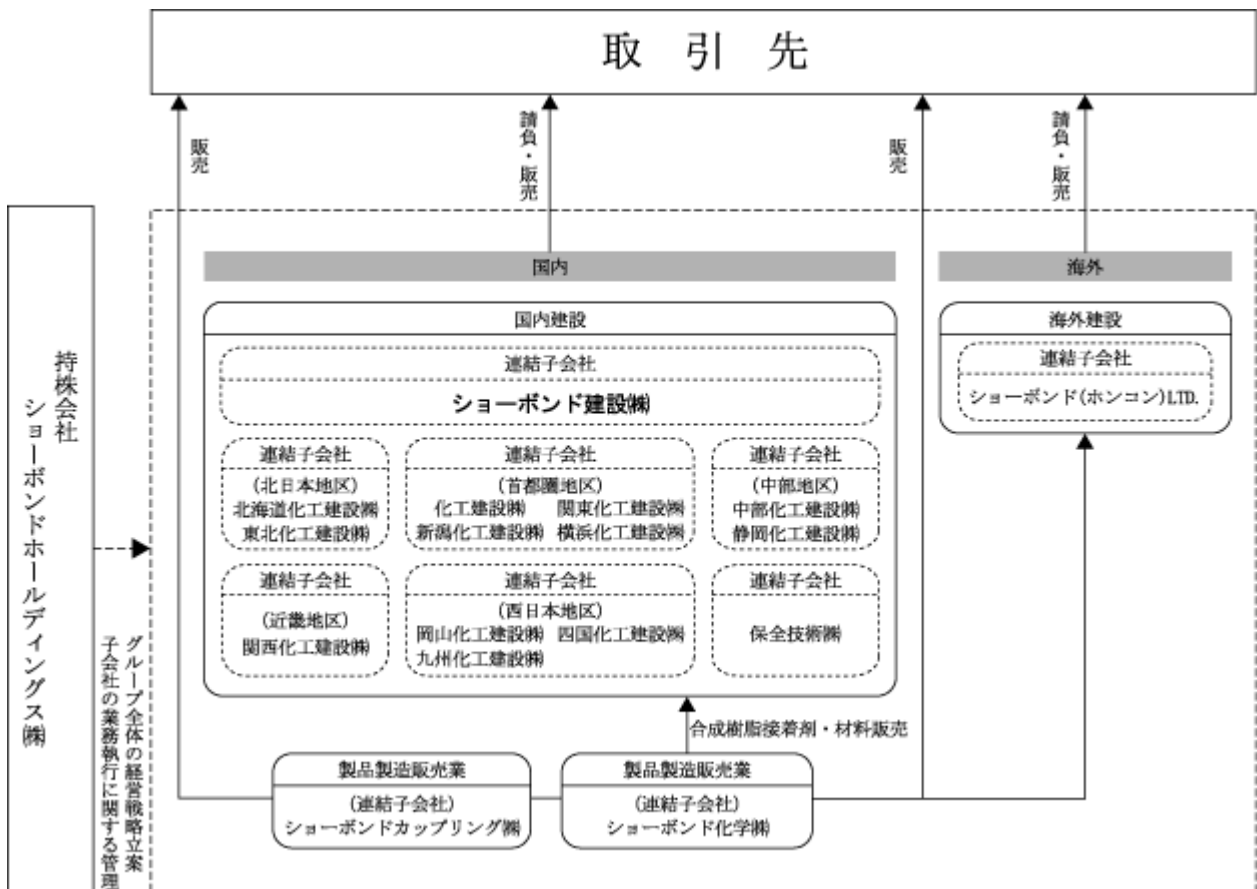 取引先
販売
請負・販売
販売
請負・販売
持株会社
ショーボンドホールディングス㈱
グループ全体の経営戦略立案
子会社の業務執行に関する管理
国内
海外
国内建設
連結子会社
ショーボンド建設㈱
連結子会社
(北日本地区)
北海道化工建設㈱
東北化工建設㈱
連結子会社
(首都圏地区)
化工建設㈱ 関東化工建設㈱
新潟化工建設㈱ 横浜化工建設㈱
連結子会社
(中部地区)
中部化工建設㈱
静岡化工建設㈱
連結子会社
(近畿地区)
関西化工建設㈱
連結子会社
(西日本地区)
岡山化工建設㈱ 四国化工建設㈱
九州化工建設㈱
連結子会社
保全技術㈱
海外建設
連結子会社
ショーボンド(ホンコン)LTD.
合成樹脂接着剤・材料販売
製品製造販売業
(連結子会社)
ショーボンドカップリング㈱
製品製造販売業
(連結子会社)
ショーボンド化学㈱